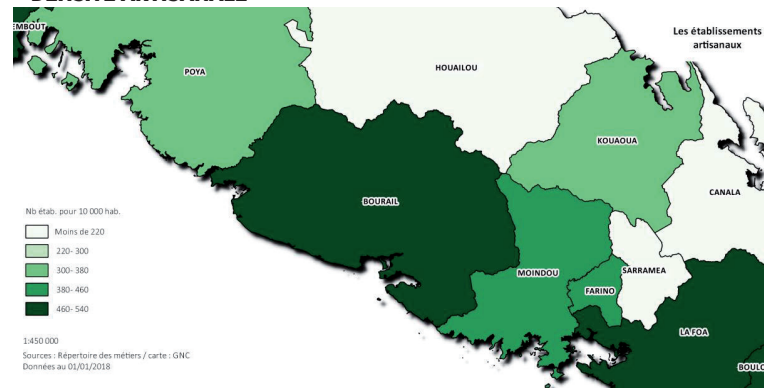 DENSITÉ ARTISANALE
EMBOUT
Les établissements
artisanaux
POYA
HOUAILOU
KOUAOUA
CANALA
BOURAIL
Nb étab. pour 10 000 hab.
Moins de 220
220- 300
300- 380
380- 460
460- 540
MOINDOU
SARRAMEA
FARINO
LA FOA
BOULO
1:450 000
Sources : Répertoire des métiers / carte : GNC
Données au 01/01/2018